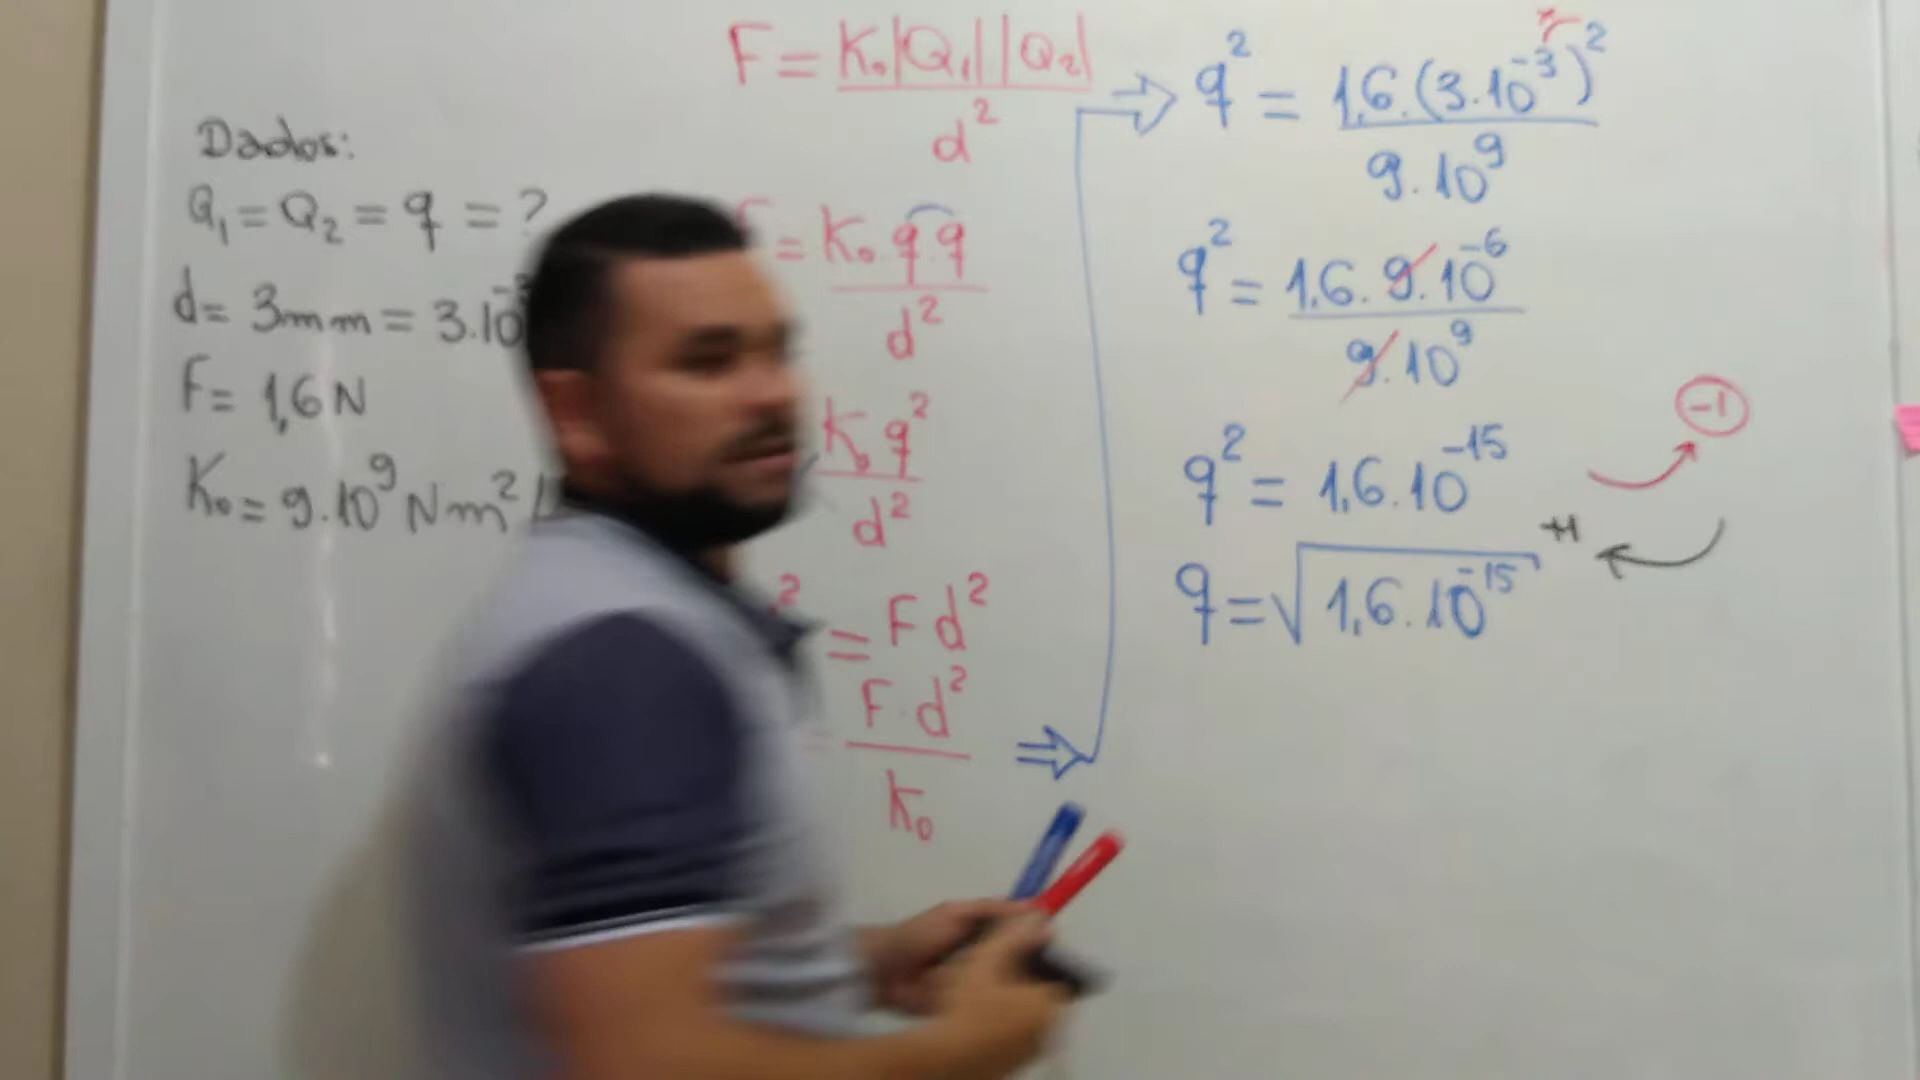 Dados:
Q₁ = Q₂ = q = ?
d = 3mm = 3.10⁻³
F = 1,6 N
K₀ = 9.10⁹ Nm²/
F = K₀|Q₁||Q₂|
d²
= K₀ q.q
d²
K₀ q²
d²
² = F d²
= F.d²
K₀
⇒ q² = 1,6.(3.10⁻³)²
9.10⁹
q² = 1,6.9.10⁻⁶
9.10⁹
q² = 1,6.10⁻¹⁵
-1
+1
q = √1,6.10⁻¹⁵
⇒